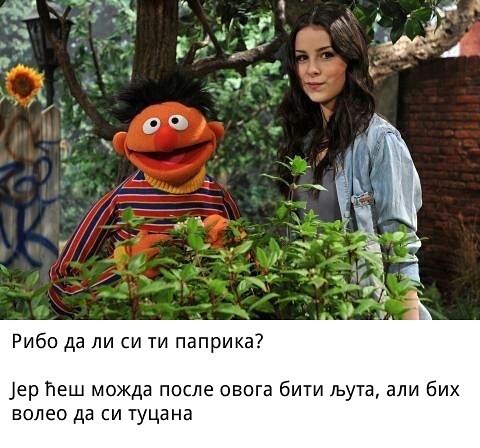 Рибо да ли си ти паприка?
Јер ћеш можда после овога бити љута, али бих
волео да си туцана